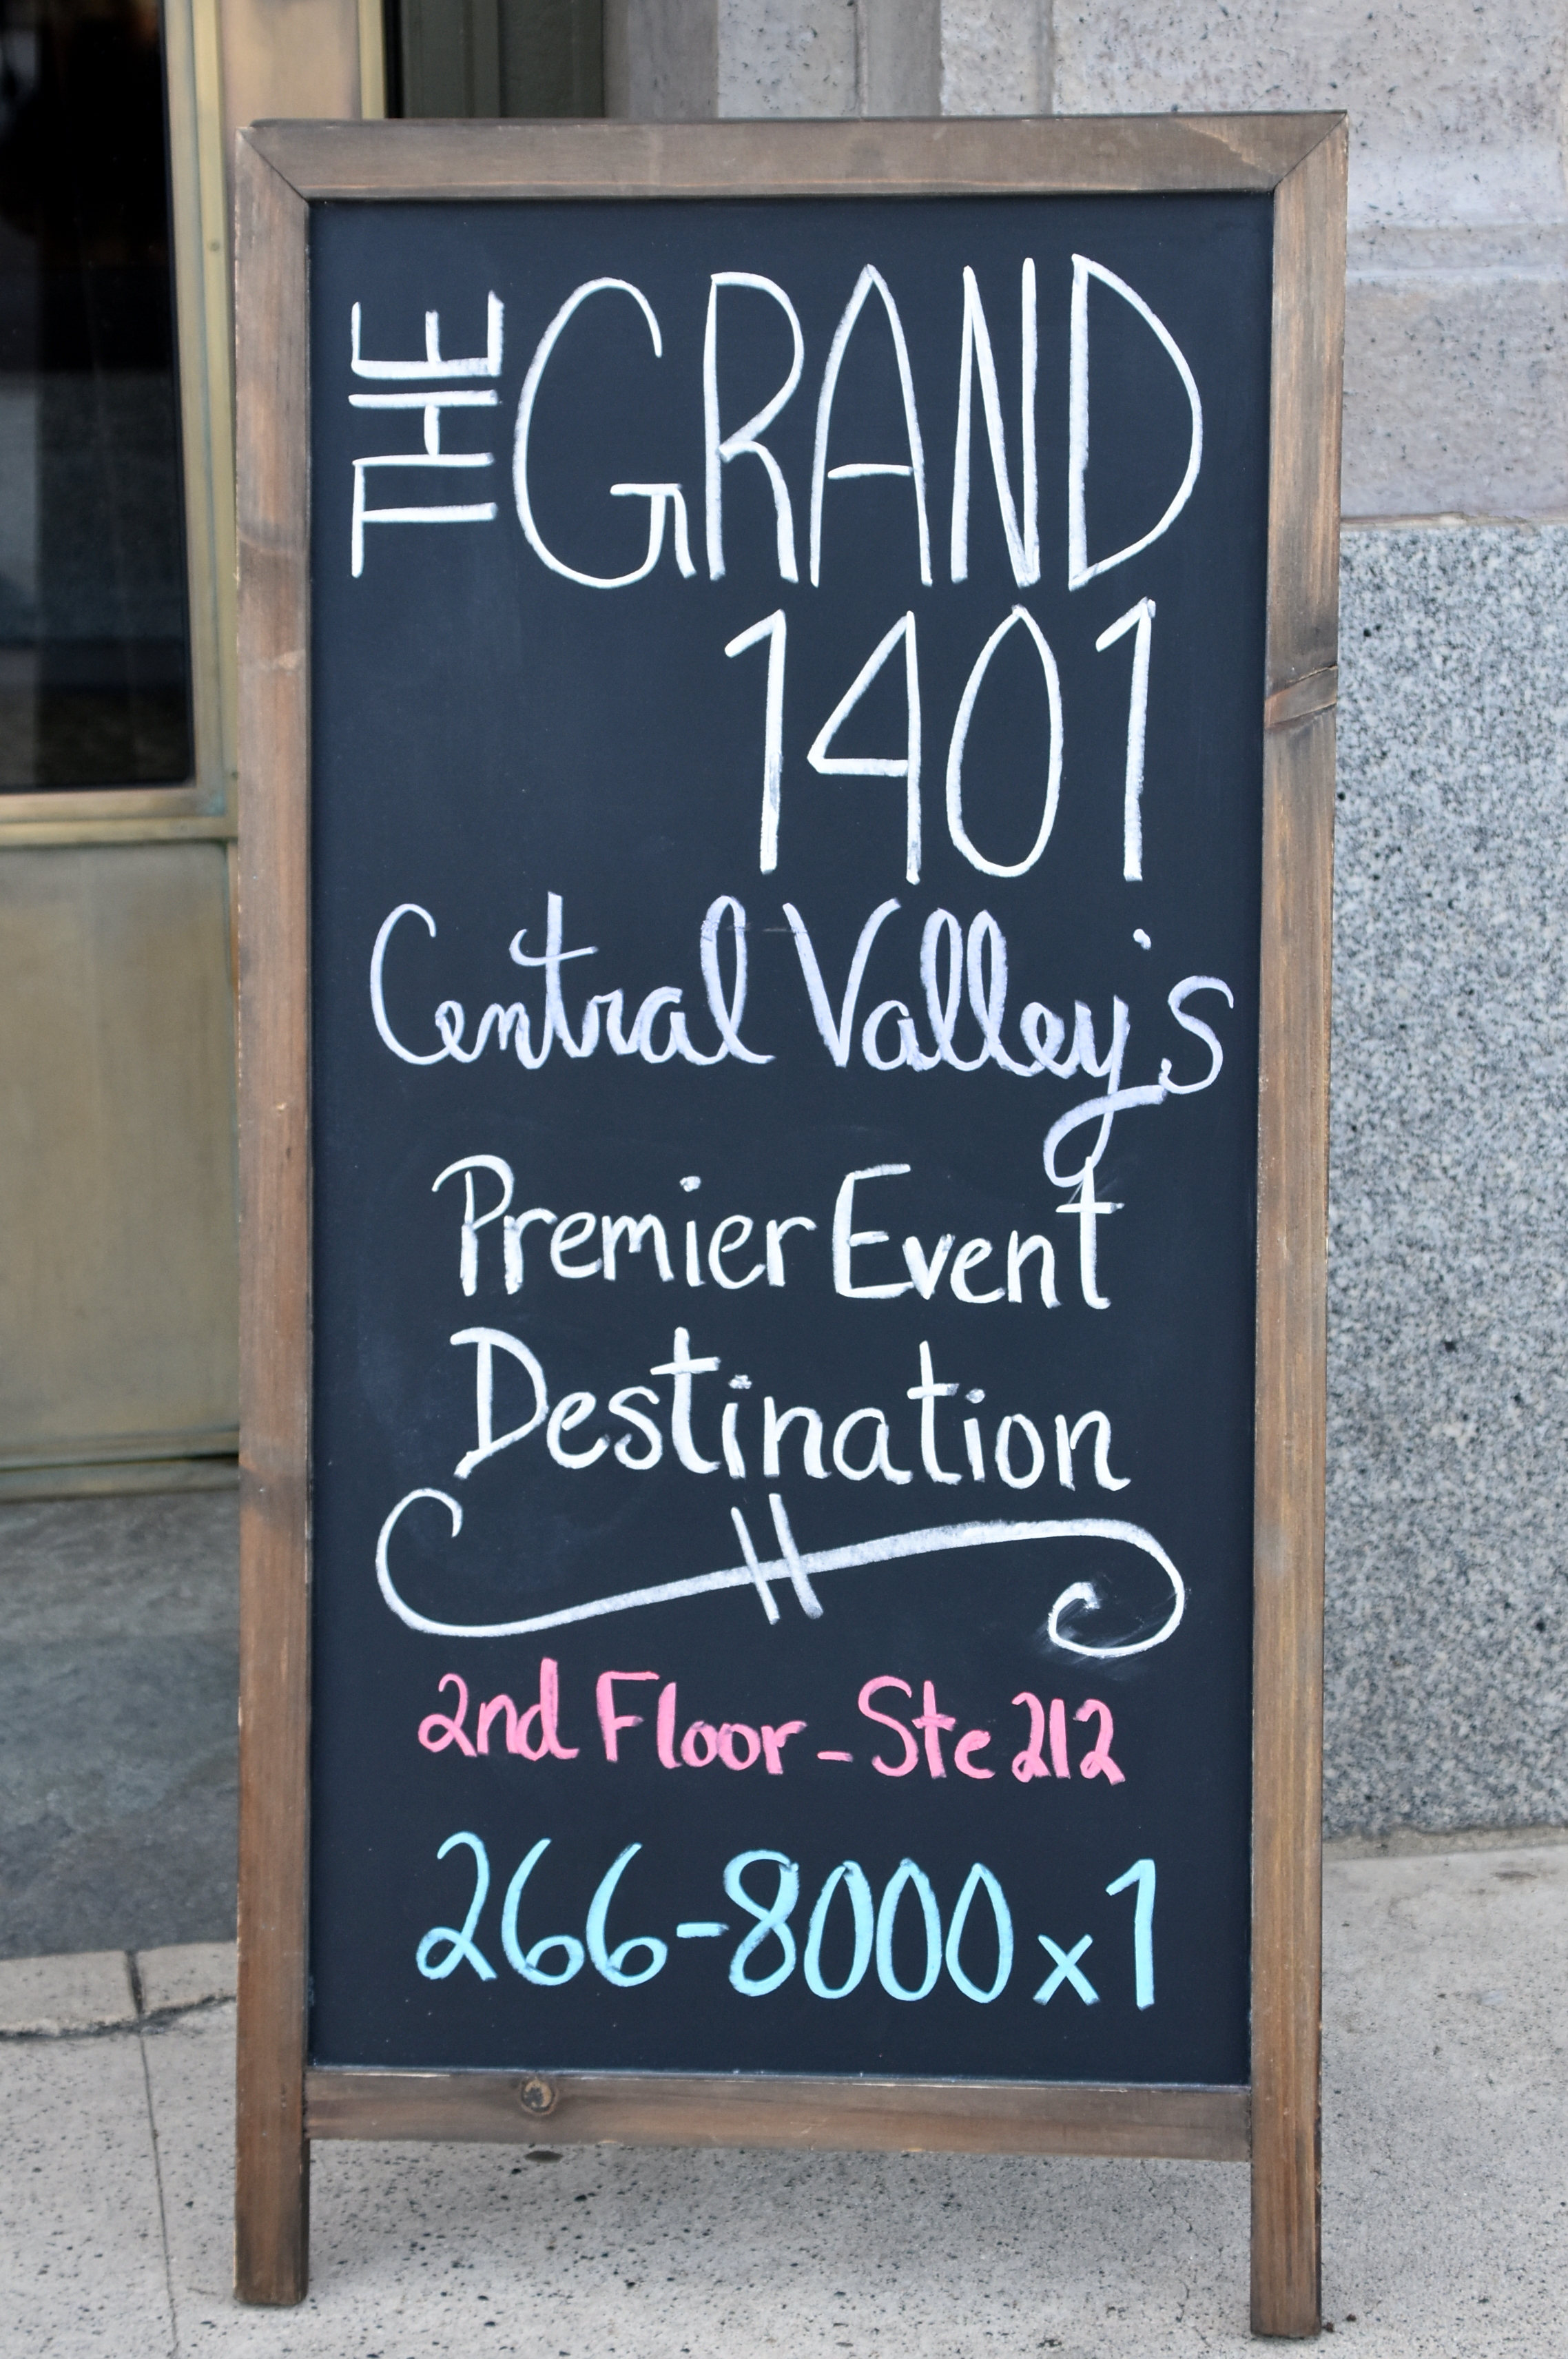 THE GRAND
1401
Central Valley's
Premier Event
Destination
2nd Floor - Ste 212
266-8000 x1